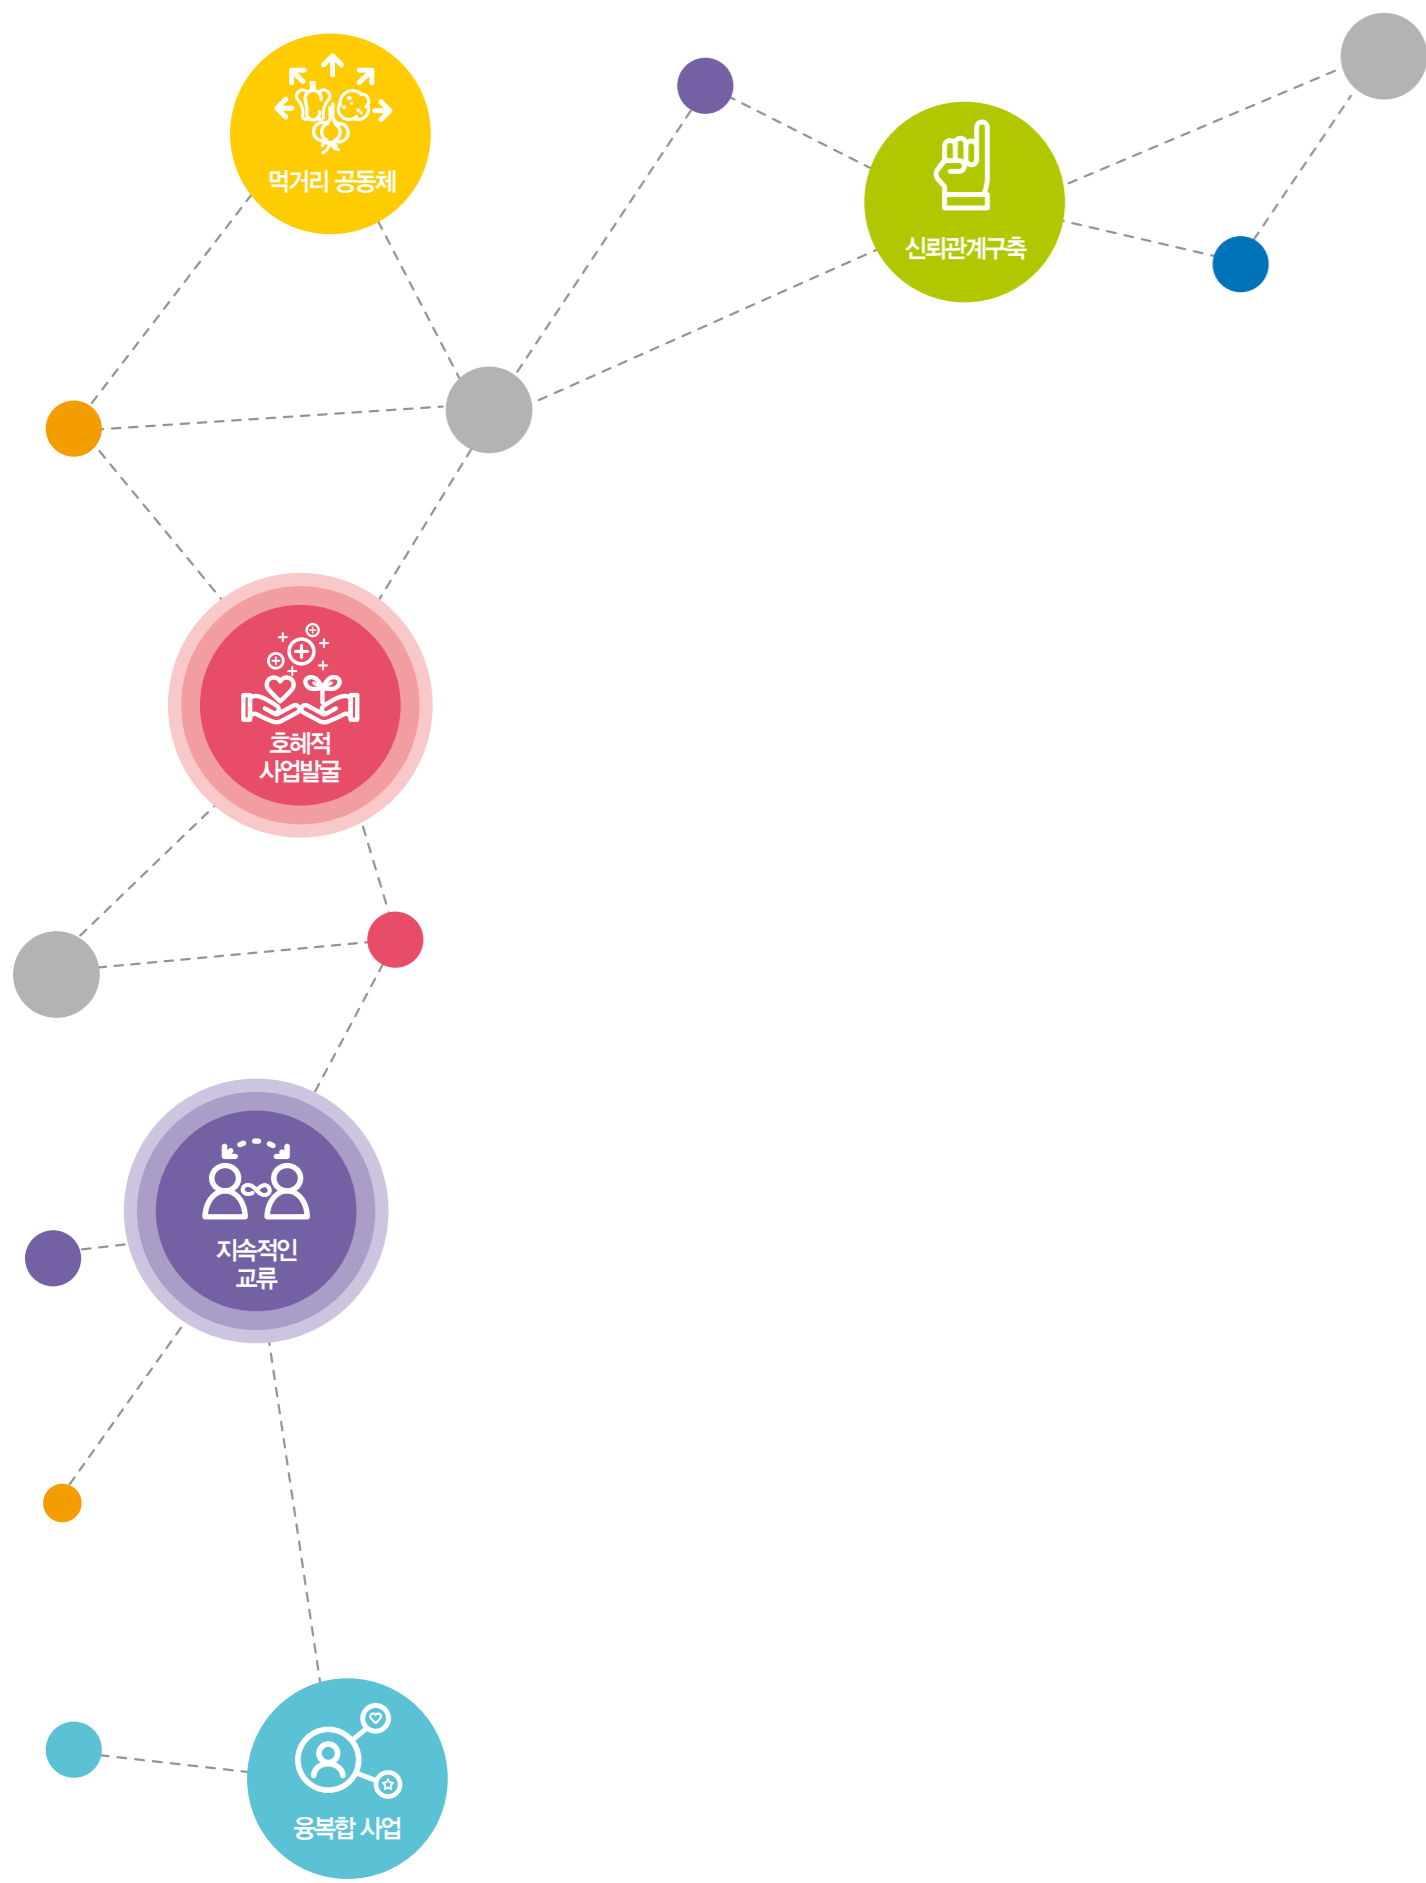 먹거리 공동체
신뢰관계구축
호혜적
사업발굴
지속적인
교류
융복합 사업